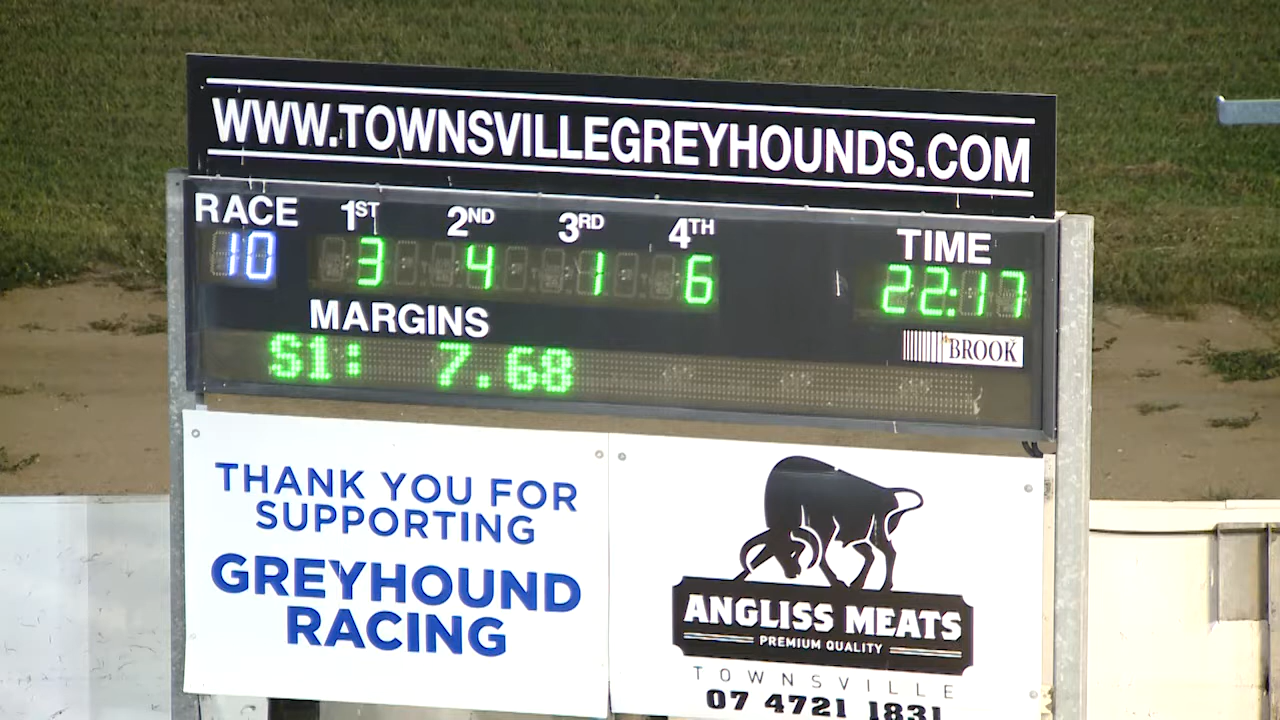 WWW.TOWNSVILLEGREYHOUNDS.COM
RACE 1ST 2ND 3RD 4TH TIME
10 3 4 1 6 22:17
MARGINS
BROOK
S1: 7.68
THANK YOU FOR
SUPPORTING
GREYHOUND
RACING
ANGLISS MEATS
PREMIUM QUALITY
TOWNSVILLE
07 4721 1831